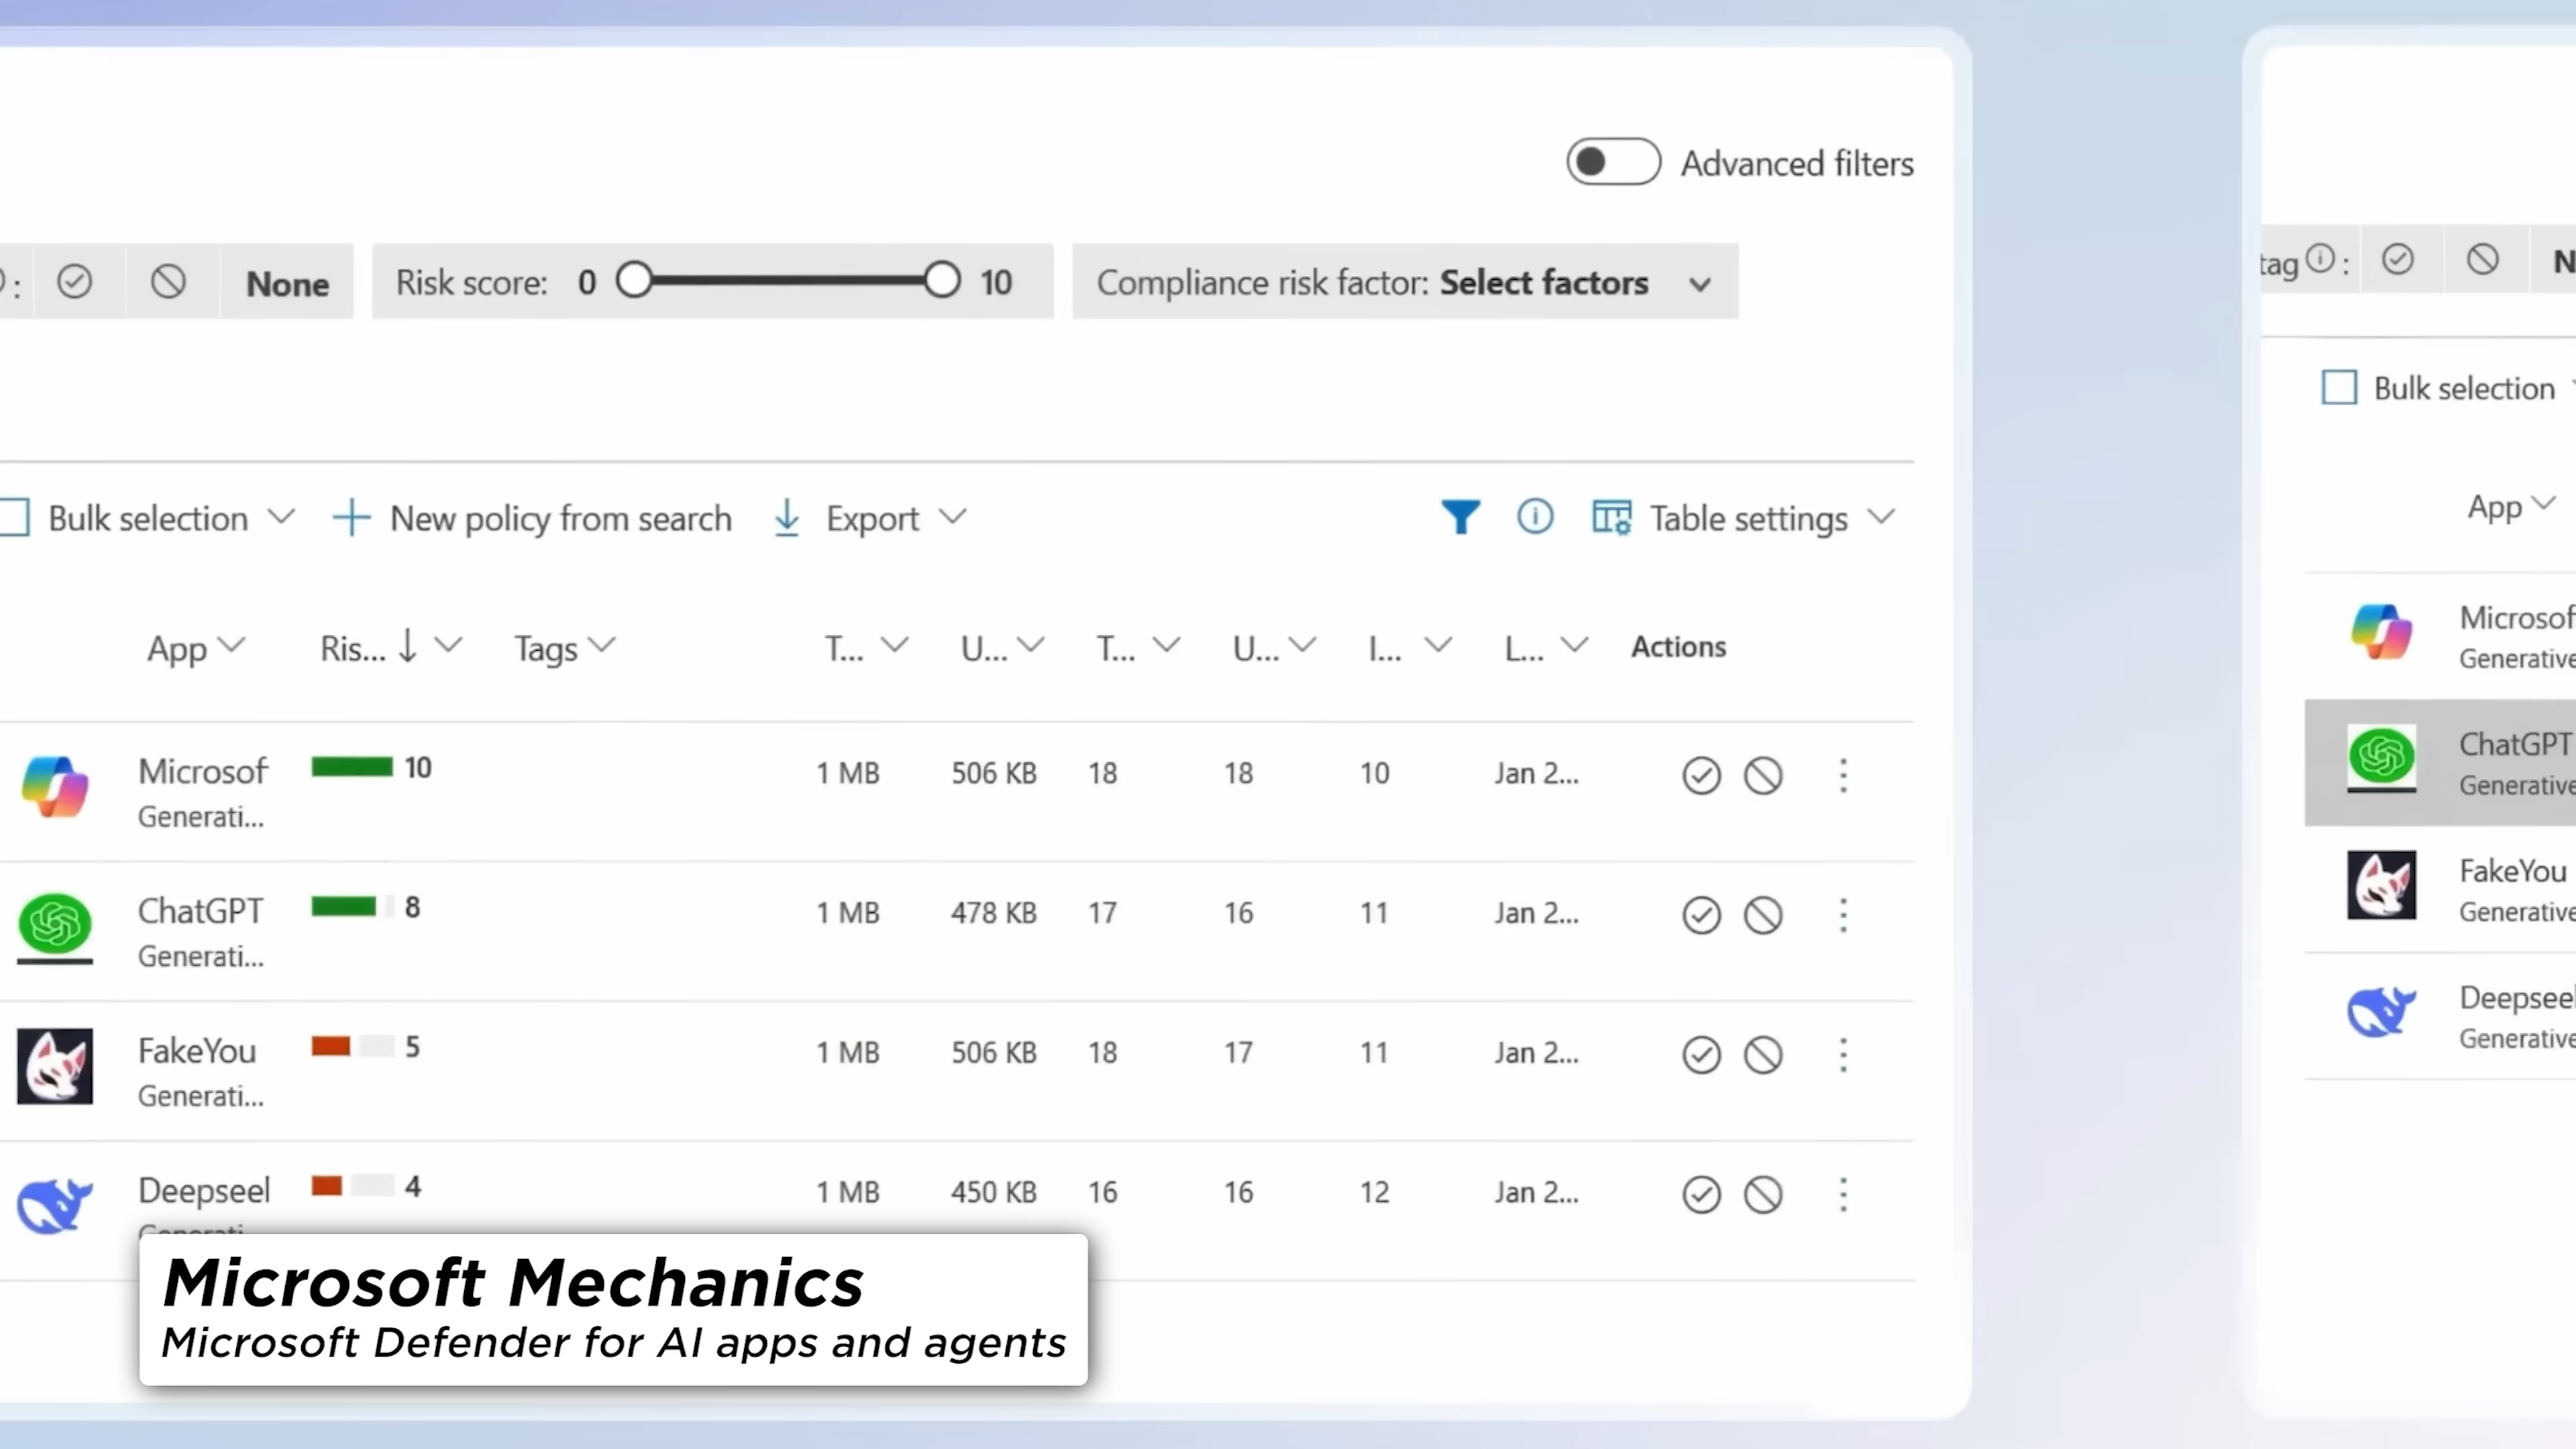 Advanced filters
: None
Risk score: 0 10
Compliance risk factor: Select factors
Bulk selection
New policy from search
Export
Table settings
App Ris... Tags T... U... T... U... I... L... Actions
Microsof 10 1 MB 506 KB 18 18 10 Jan 2...
Generati...
ChatGPT 8 1 MB 478 KB 17 16 11 Jan 2...
Generati...
FakeYou 5 1 MB 506 KB 18 17 11 Jan 2...
Generati...
Deepseel 4 1 MB 450 KB 16 16 12 Jan 2...
Microsoft Mechanics
Microsoft Defender for AI apps and agents
tag : N
Bulk selection
App
Microsof
Generative
ChatGPT
Generative
FakeYou
Generative
Deepseel
Generative